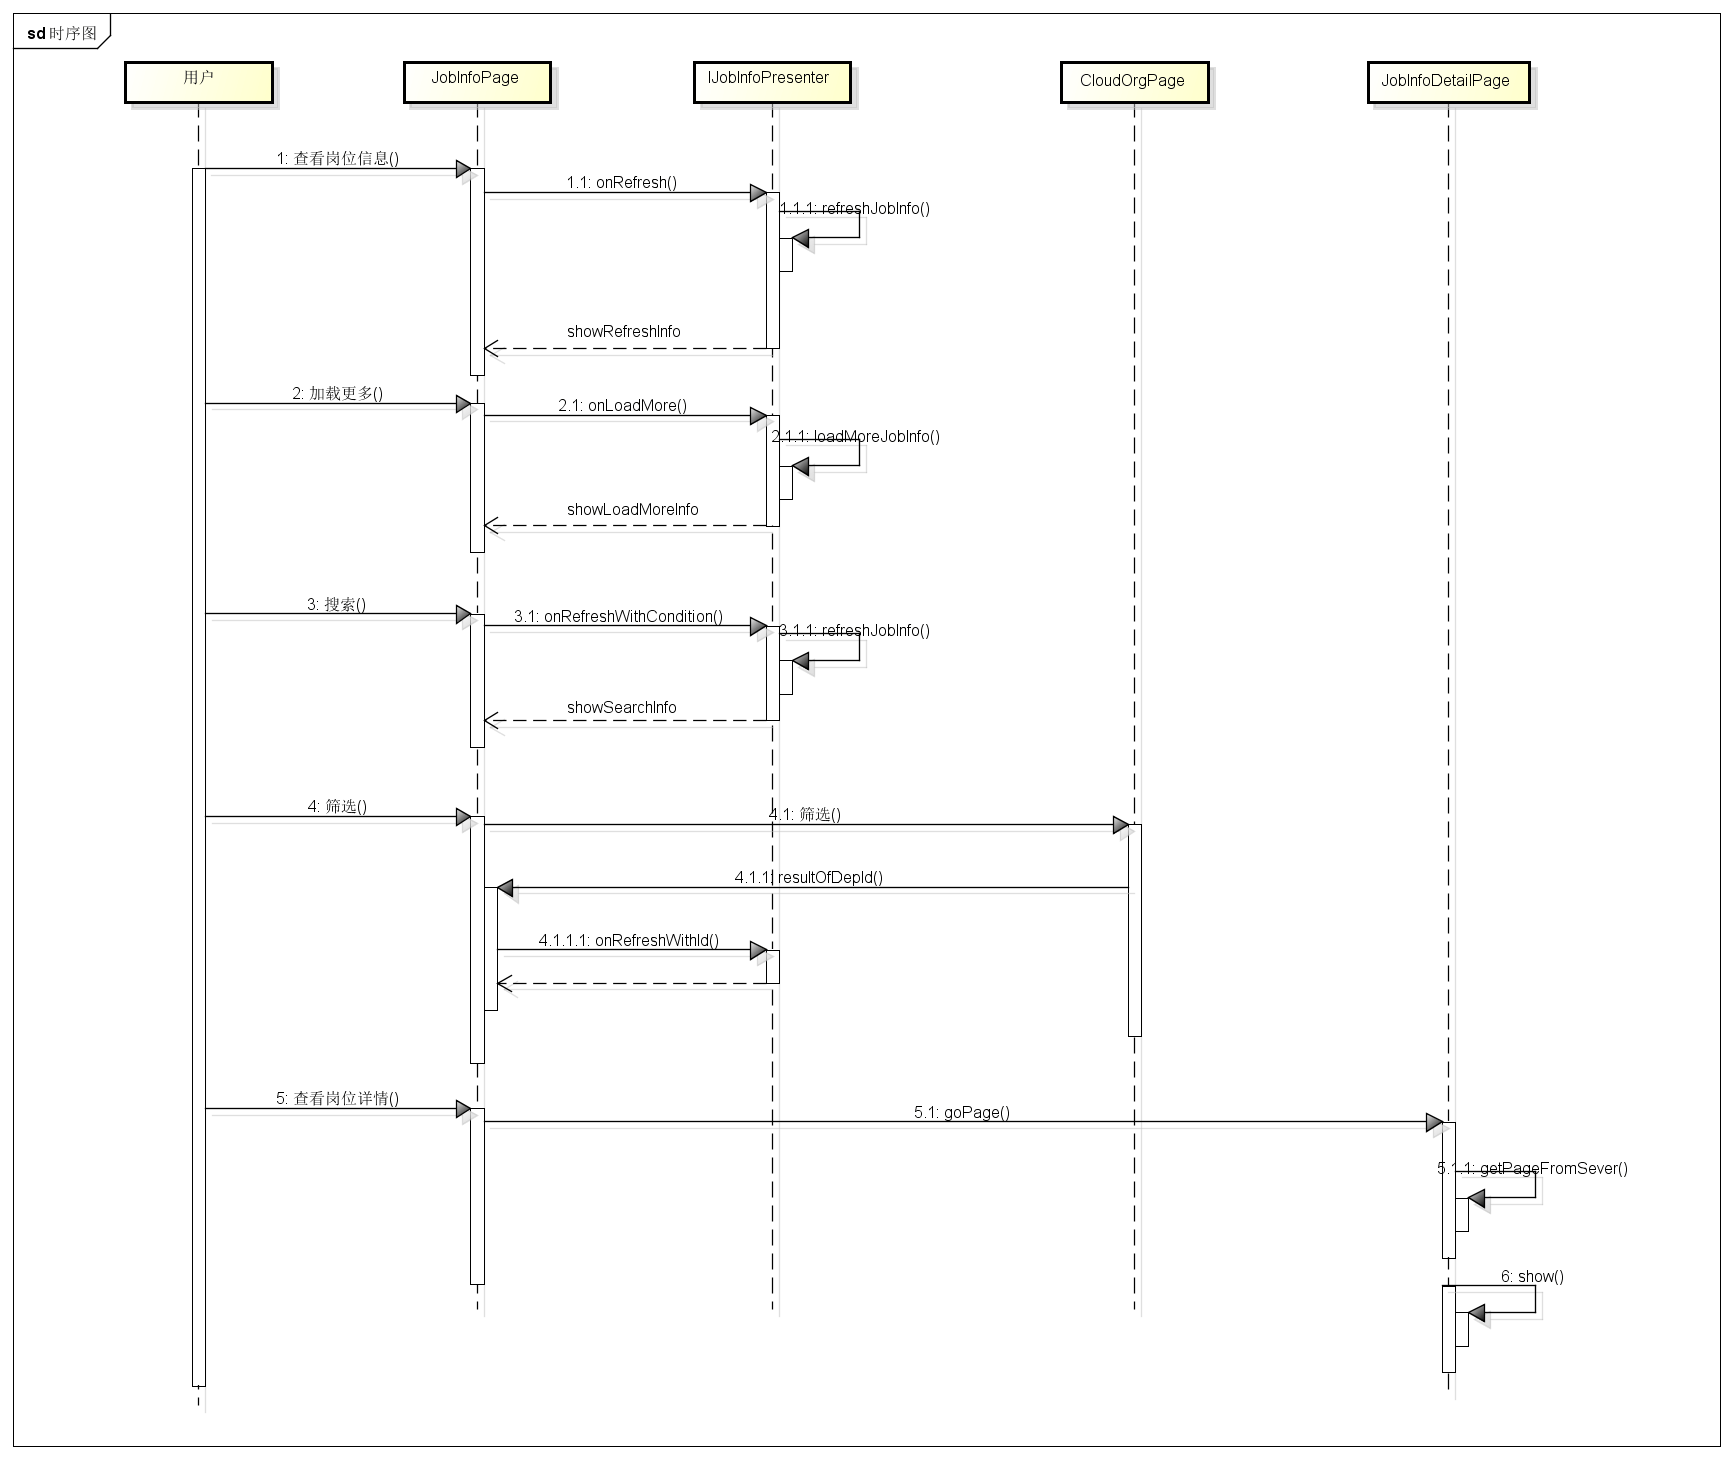 sd 时序图
用户
JobInfoPage
IJobInfoPresenter
CloudOrgPage
JobInfoDetailPage
1: 查看岗位信息()
1.1: onRefresh()
1.1.1: refreshJobInfo()
showRefreshInfo
2: 加载更多()
2.1: onLoadMore()
2.1.1: loadMoreJobInfo()
showLoadMoreInfo
3: 搜索()
3.1: onRefreshWithCondition()
3.1.1: refreshJobInfo()
showSearchInfo
4: 筛选()
4.1: 筛选()
4.1.1: resultOfDepId()
4.1.1.1: onRefreshWithId()
5: 查看岗位详情()
5.1: goPage()
5.1.1: getPageFromSever()
6: show()